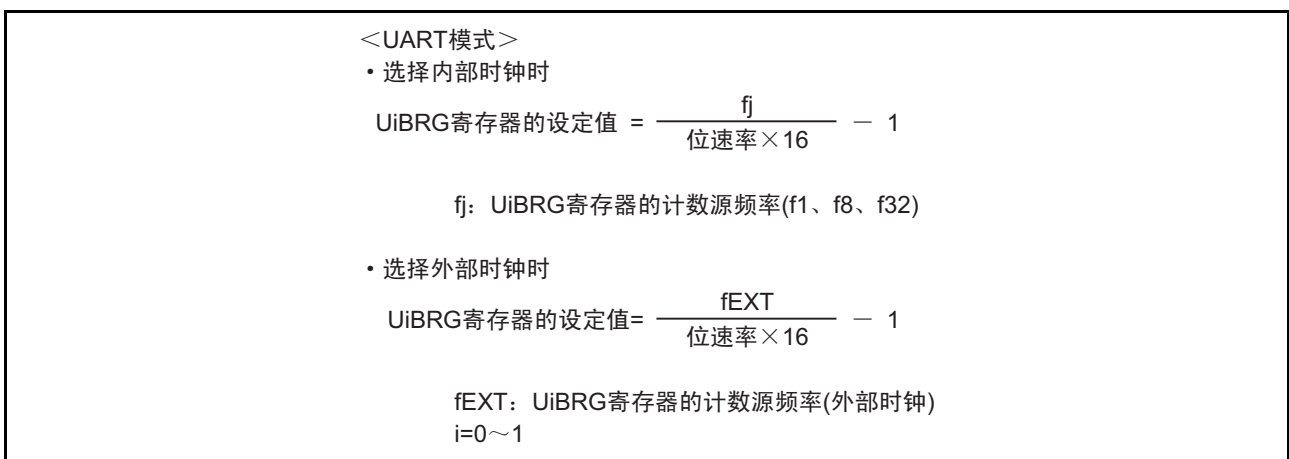 ＜UART模式＞
・选择内部时钟时
UiBRG寄存器的设定值 = fj / 位速率×16 － 1
fj：UiBRG寄存器的计数源频率(f1、f8、f32)
・选择外部时钟时
UiBRG寄存器的设定值= fEXT / 位速率×16 － 1
fEXT：UiBRG寄存器的计数源频率(外部时钟)
i=0～1